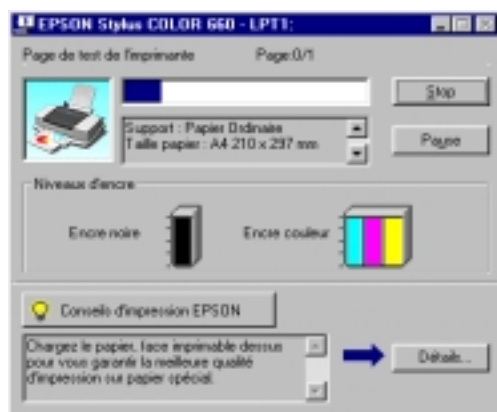 EPSON Stylus COLOR 660 - LPT1:
Page de test de l'imprimante Page:0/1
Stop
Support : Papier Ordinaire
Taille papier : A4 210 x 297 mm
Pause
Niveaux d'encre
Encre noire Encre couleur
Conseils d'impression EPSON
Chargez le papier, face imprimable dessus
pour vous garantir la meilleure qualité
d'impression sur papier spécial.
Détails...